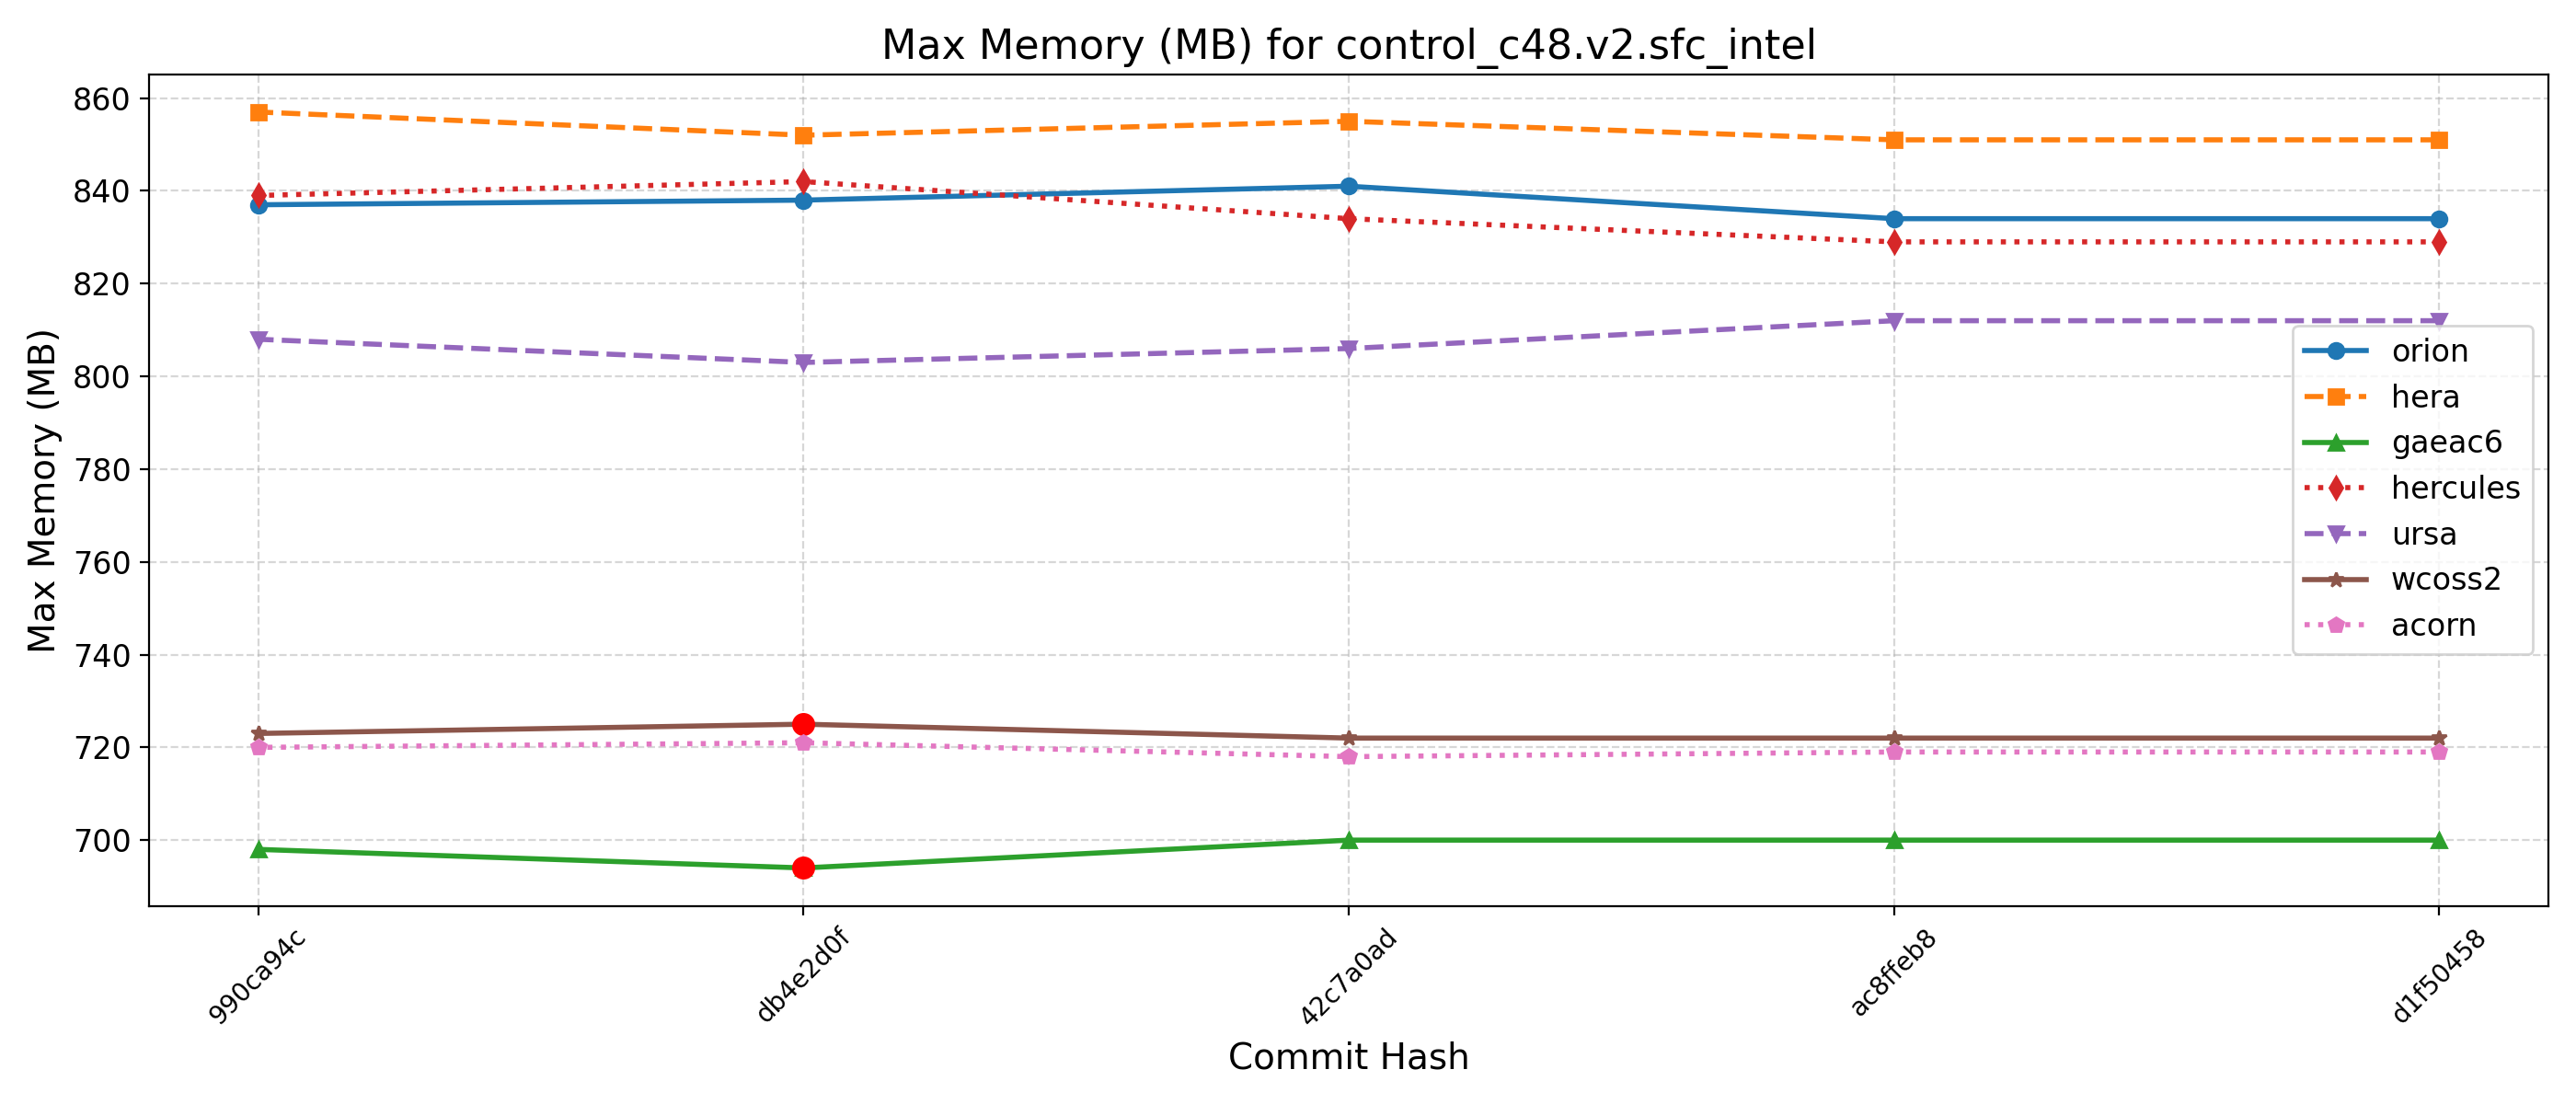 Max Memory (MB) for control_c48.v2.sfc_intel
Max Memory (MB)
860
840
820
800
780
760
740
720
700
orion
hera
gaeac6
hercules
ursa
wcoss2
acorn
990ca94c
db4e2d0f
42c7a0ad
ac8ffeb8
d1f50458
Commit Hash